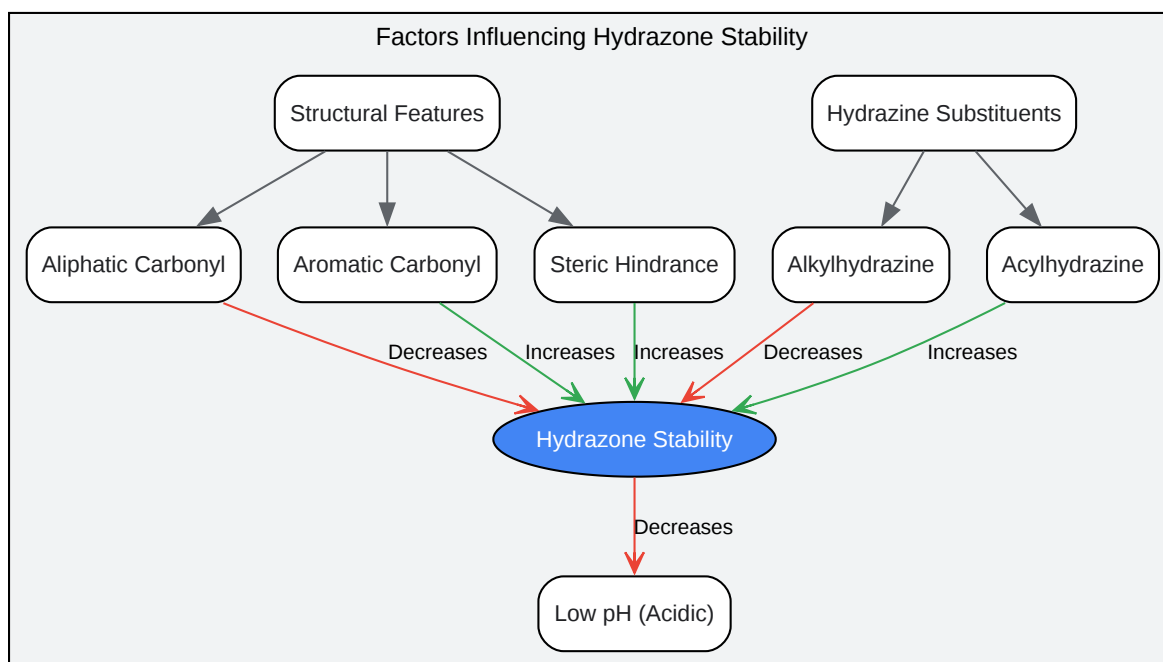 Factors Influencing Hydrazone Stability
Structural Features
Hydrazine Substituents
Aliphatic Carbonyl
Aromatic Carbonyl
Steric Hindrance
Alkylhydrazine
Acylhydrazine
Decreases
Increases
Increases
Decreases
Increases
Hydrazone Stability
Decreases
Low pH (Acidic)